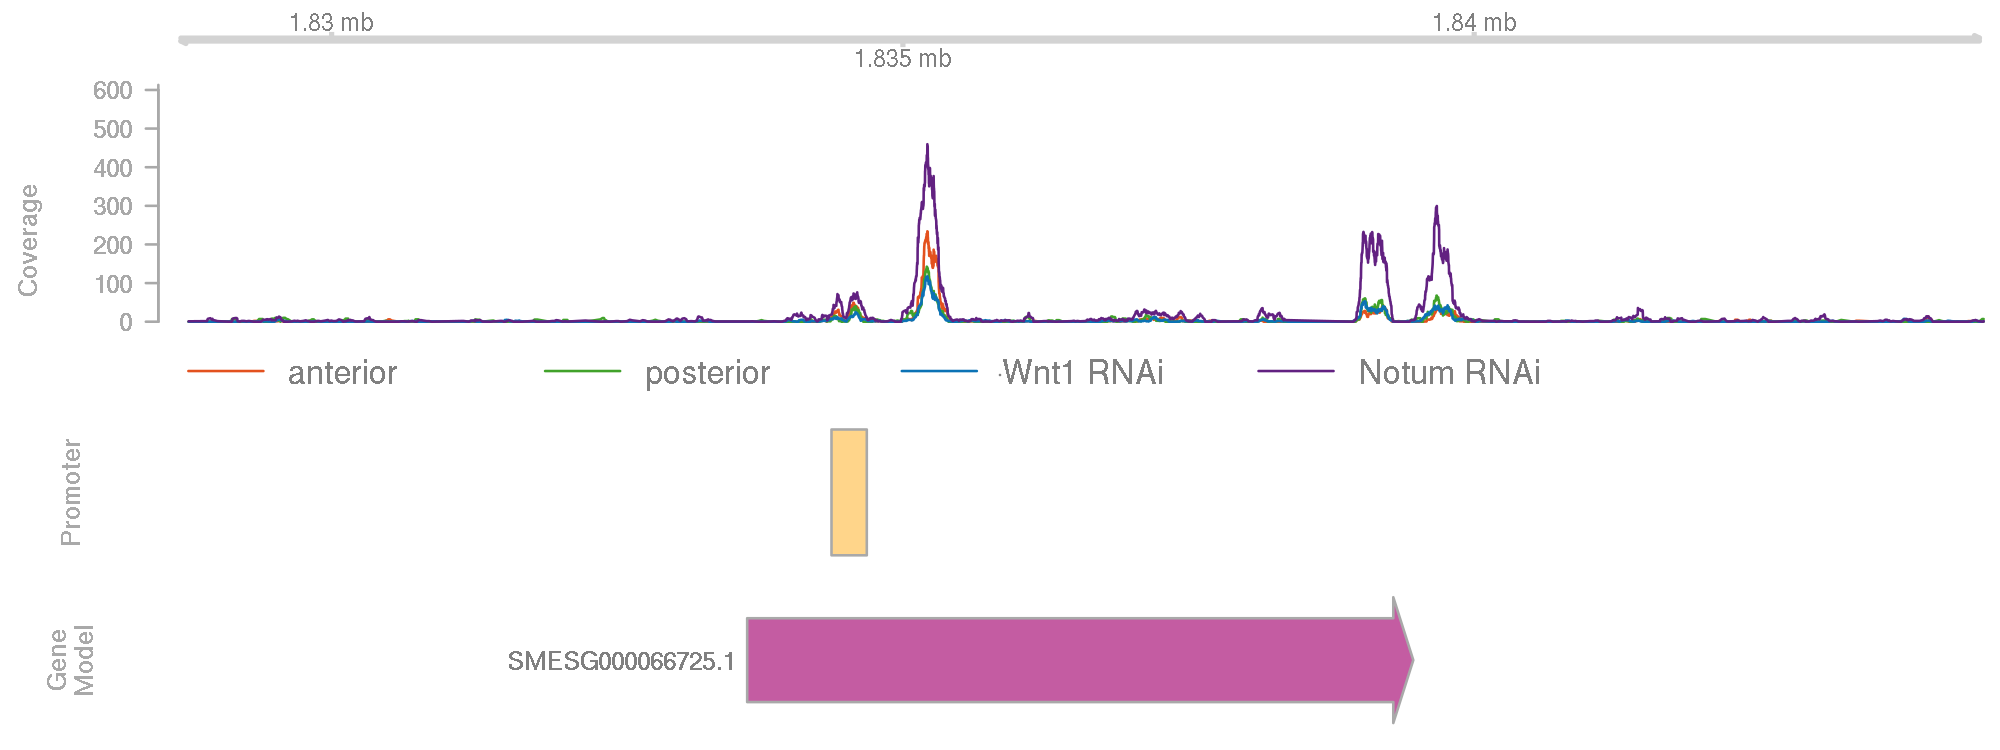 1.83 mb
1.84 mb
1.835 mb
600
500
400
300
200
100
0
Coverage
anterior posterior Wnt1 RNAi Notum RNAi
Promoter
SMESG000066725.1
Gene
Model